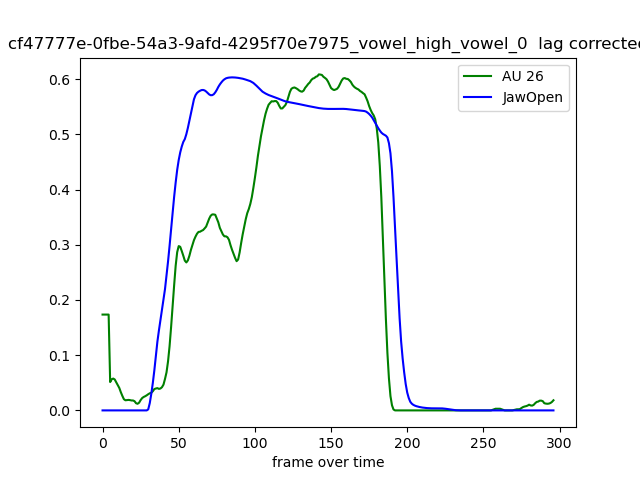 cf47777e-0fbe-54a3-9afd-4295f70e7975_vowel_high_vowel_0  lag corrected
AU 26
JawOpen
0.6
0.5
0.4
0.3
0.2
0.1
0.0
0 50 100 150 200 250 300
frame over time